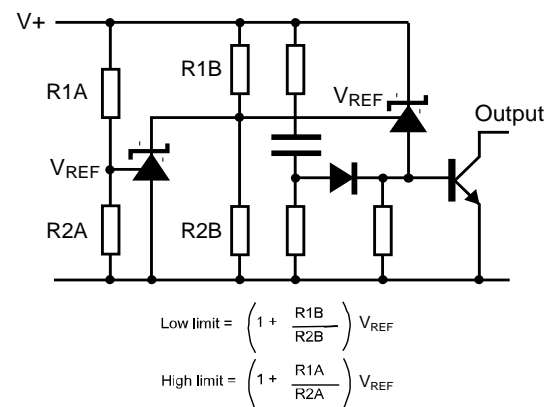 V+
R1A
R1B
VREF
Output
VREF
R2A
R2B
Low limit = (1 + R1B/R2B) VREF
High limit = (1 + R1A/R2A) VREF